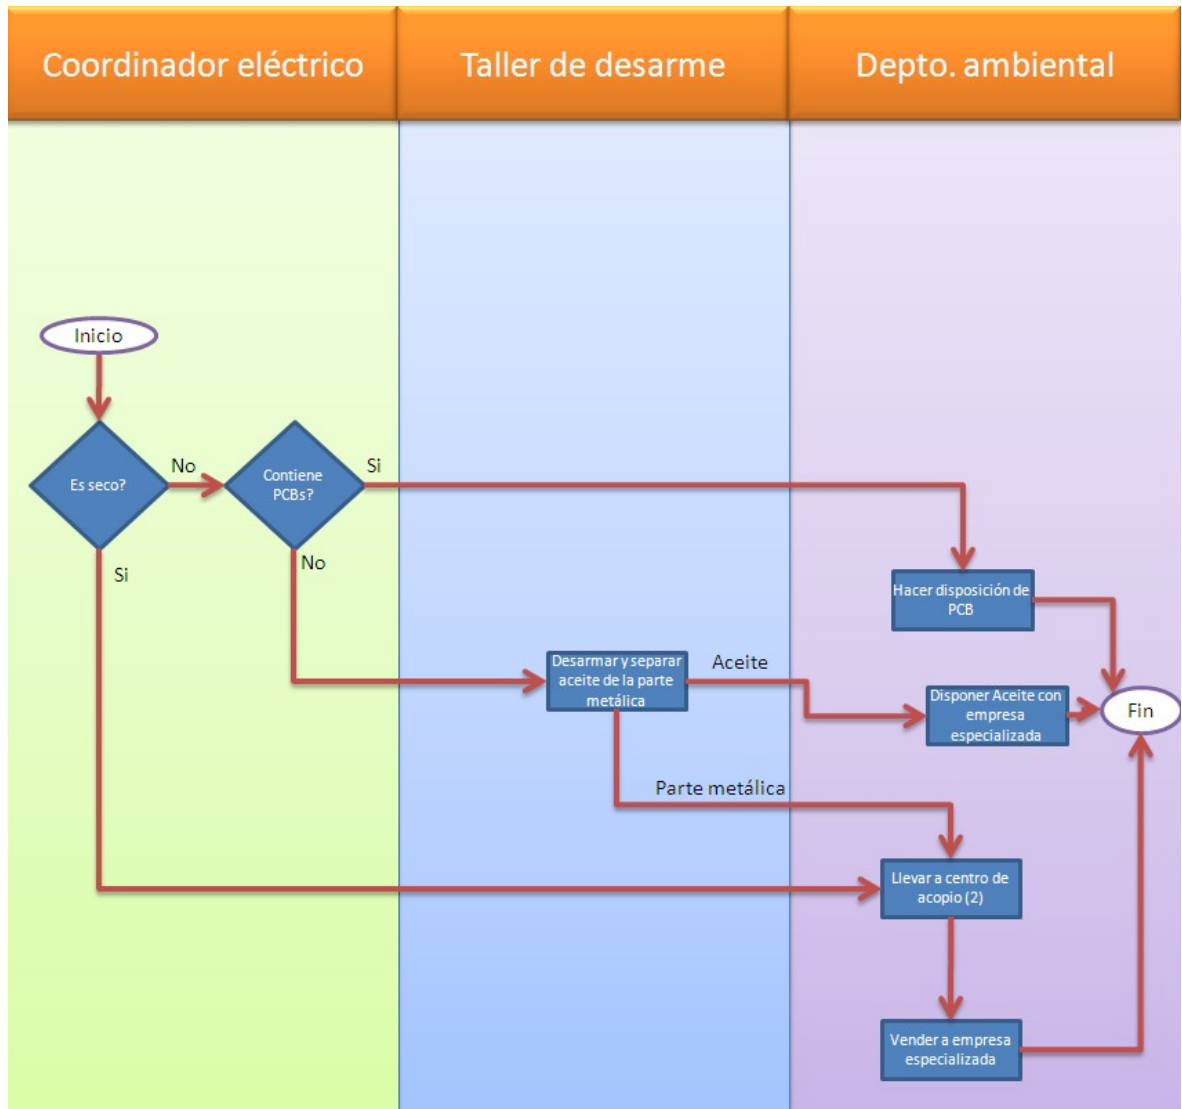 Coordinador eléctrico
Taller de desarme
Depto. ambiental
Inicio
Es seco?
No
Contiene
PCBs?
Si
No
Si
Hacer disposición de
PCB
Desarmar y separar
aceite de la parte
metálica
Aceite
Disponer Aceite con
empresa
especializada
Fin
Parte metálica
Llevar a centro de
acopio (2)
Vender a empresa
especializada